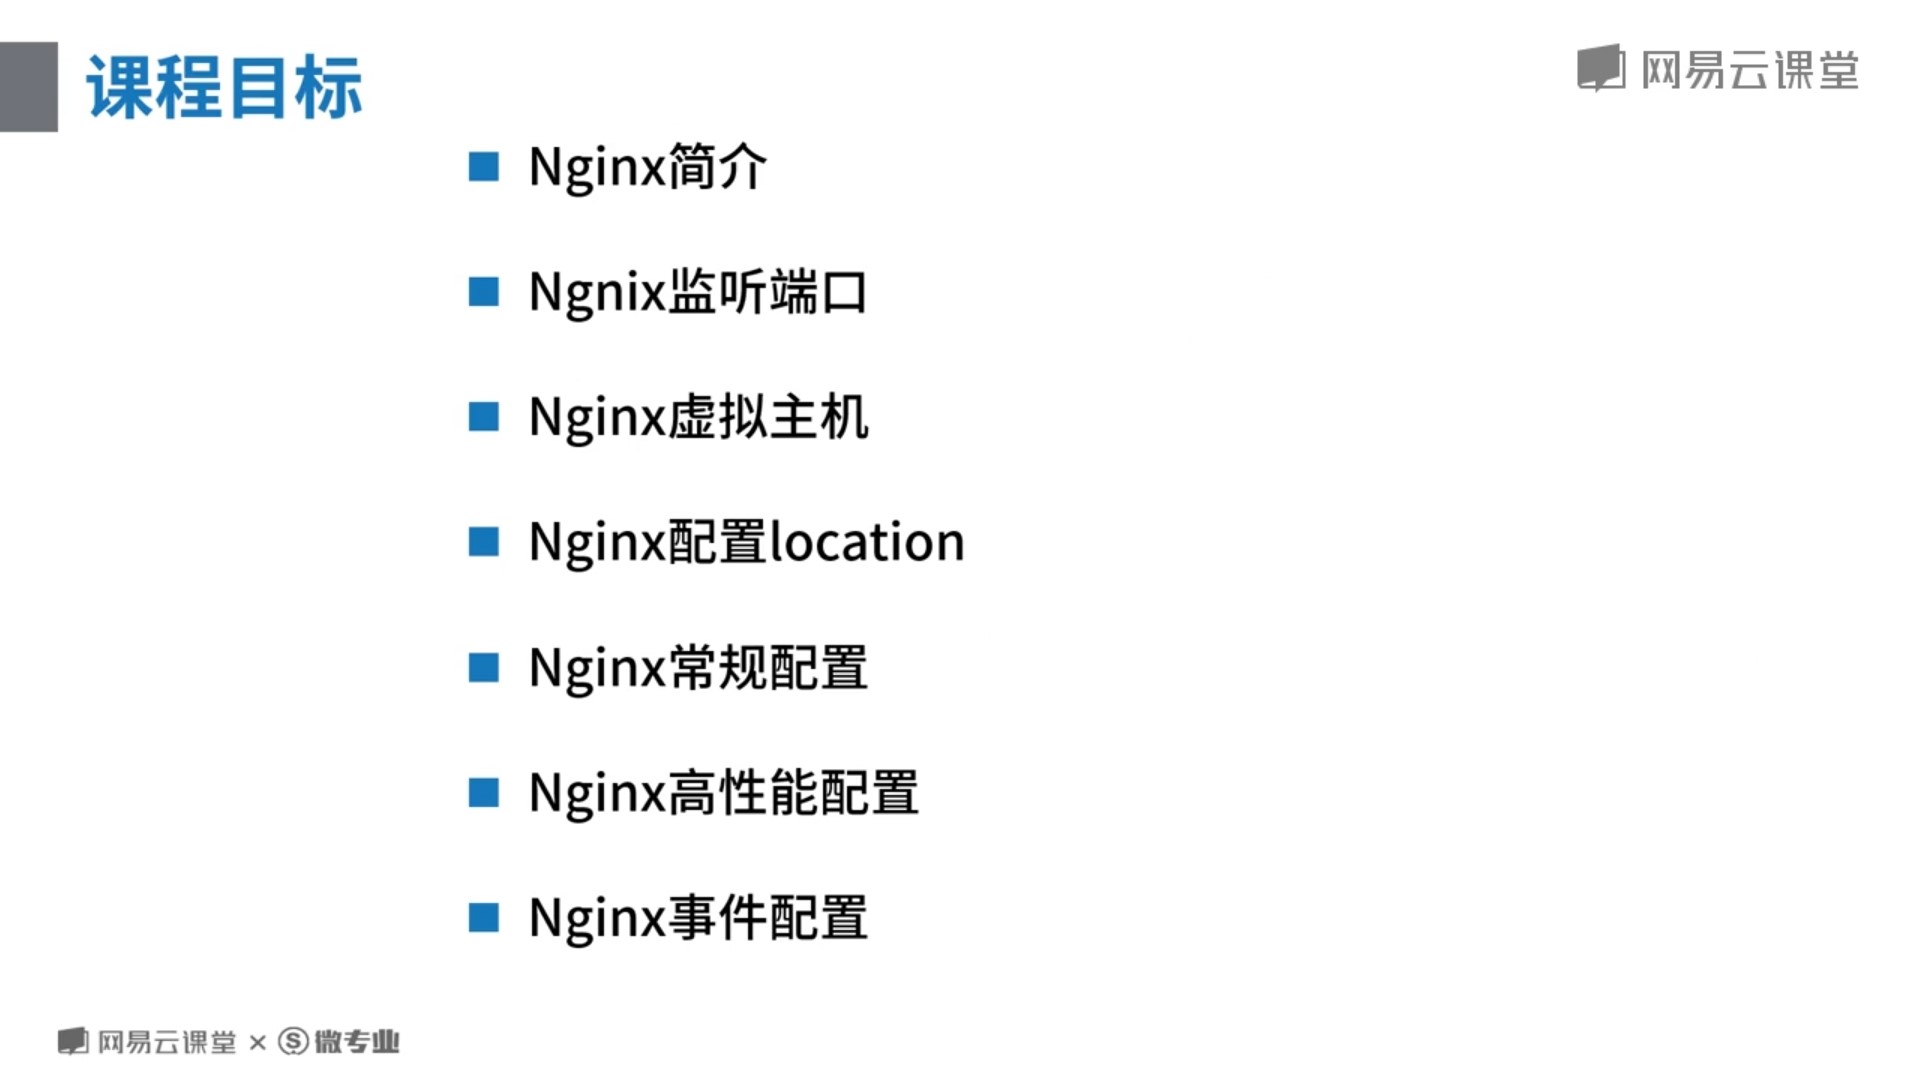 课程目标
网易云课堂
Nginx简介
Ngnix监听端口
Nginx虚拟主机
Nginx配置location
Nginx常规配置
Nginx高性能配置
Nginx事件配置
网易云课堂 × Ⓢ 微专业